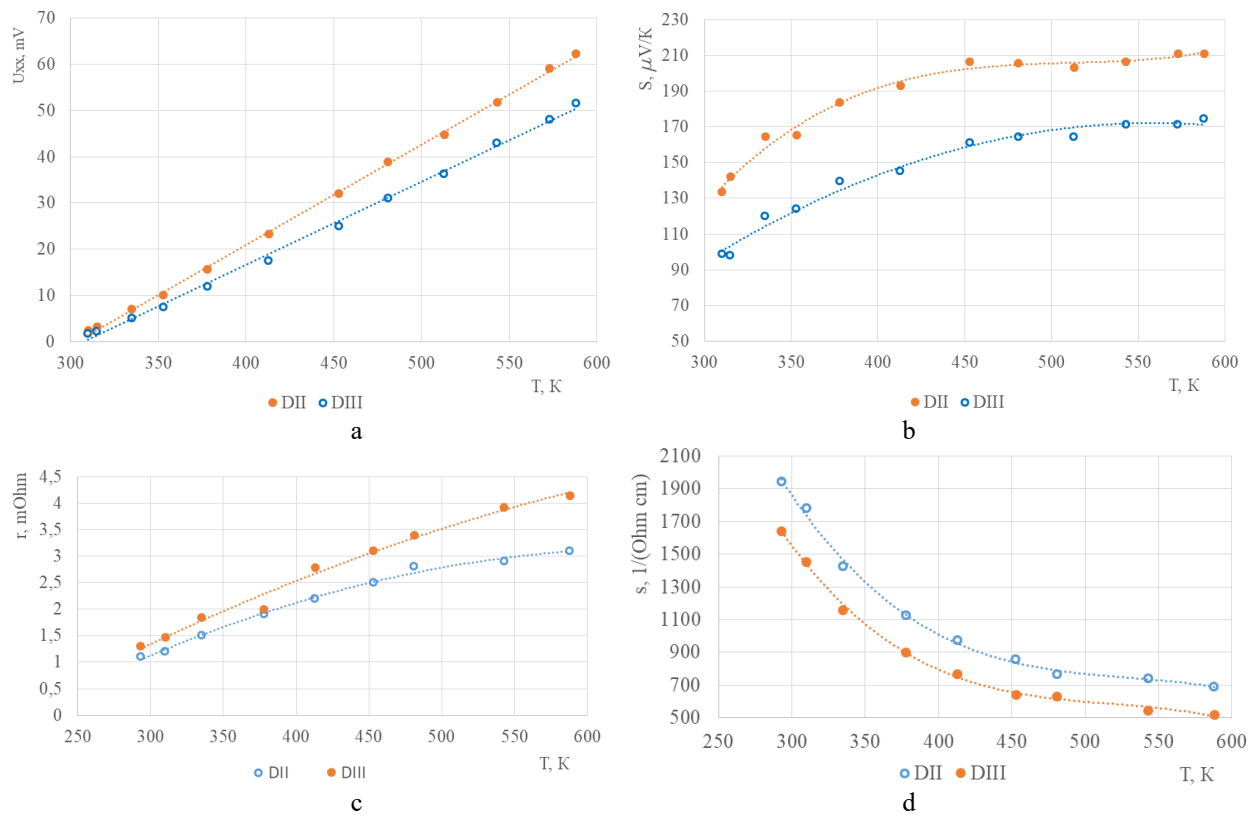 Uxx, mV
70
60
50
40
30
20
10
0
300 350 400 450 500 550 600
T, K
DII DIII
a
S, μV/K
230
210
190
170
150
130
110
90
70
50
300 350 400 450 500 550 600
T, K
DII DIII
b
r, mOhm
4,5
4
3,5
3
2,5
2
1,5
1
0,5
0
250 300 350 400 450 500 550 600
T, K
DII DIII
c
s, 1/(Ohm cm)
2100
1900
1700
1500
1300
1100
900
700
500
250 300 350 400 450 500 550 600
T, K
DII DIII
d